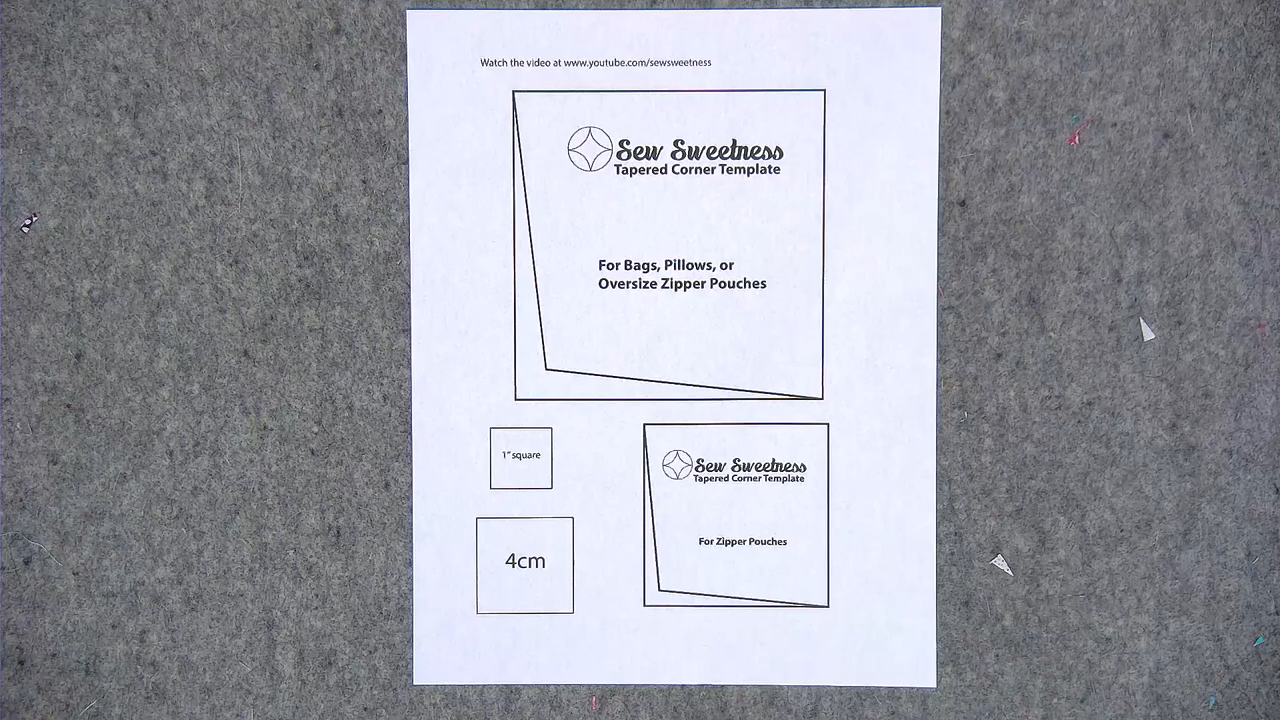 Watch the video at www.youtube.com/sewsweetness
Sew Sweetness
Tapered Corner Template
For Bags, Pillows, or
Oversize Zipper Pouches
1" square
Sew Sweetness
Tapered Corner Template
For Zipper Pouches
4cm